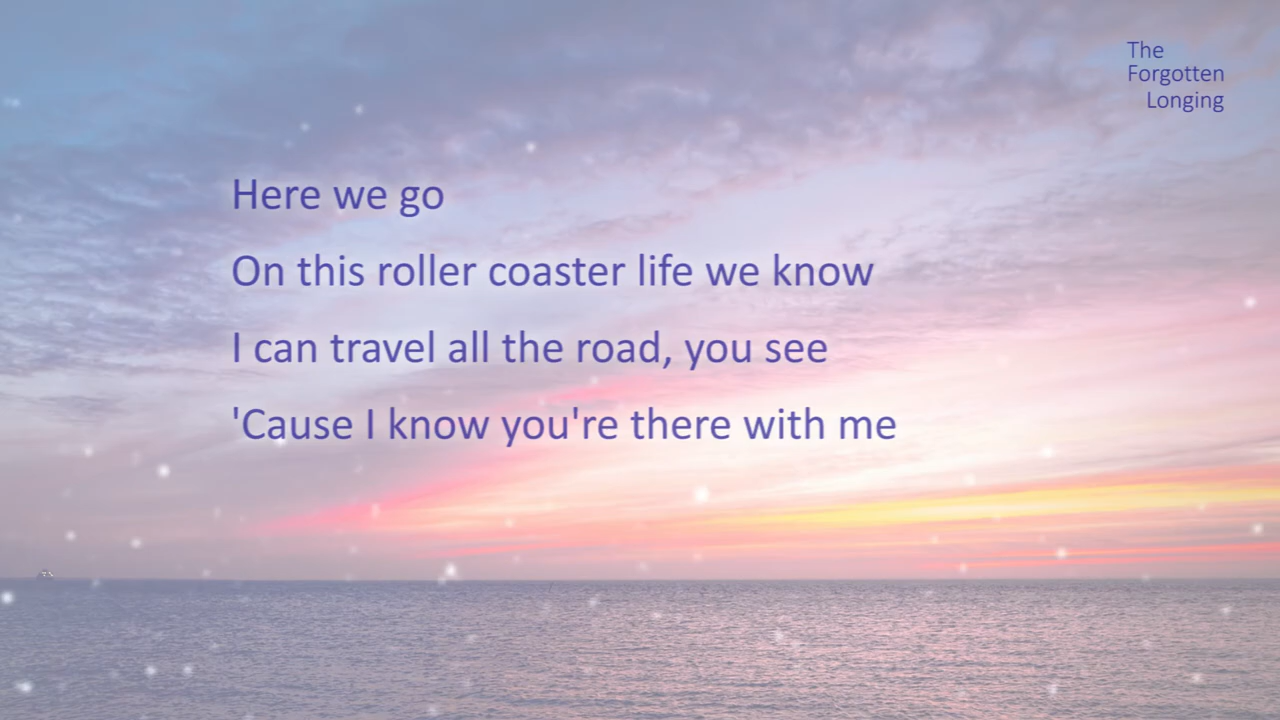 The
Forgotten
Longing
Here we go
On this roller coaster life we know
I can travel all the road, you see
'Cause I know you're there with me